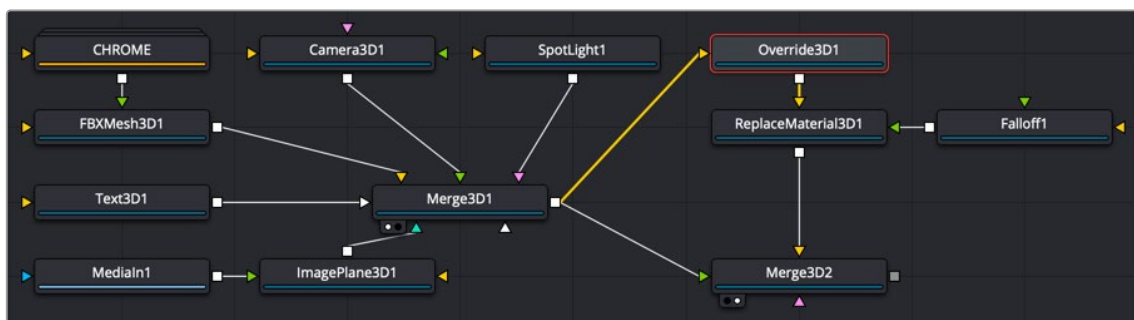 CHROME
Camera3D1
SpotLight1
Override3D1
FBXMesh3D1
ReplaceMaterial3D1
Falloff1
Text3D1
Merge3D1
MediaIn1
ImagePlane3D1
Merge3D2